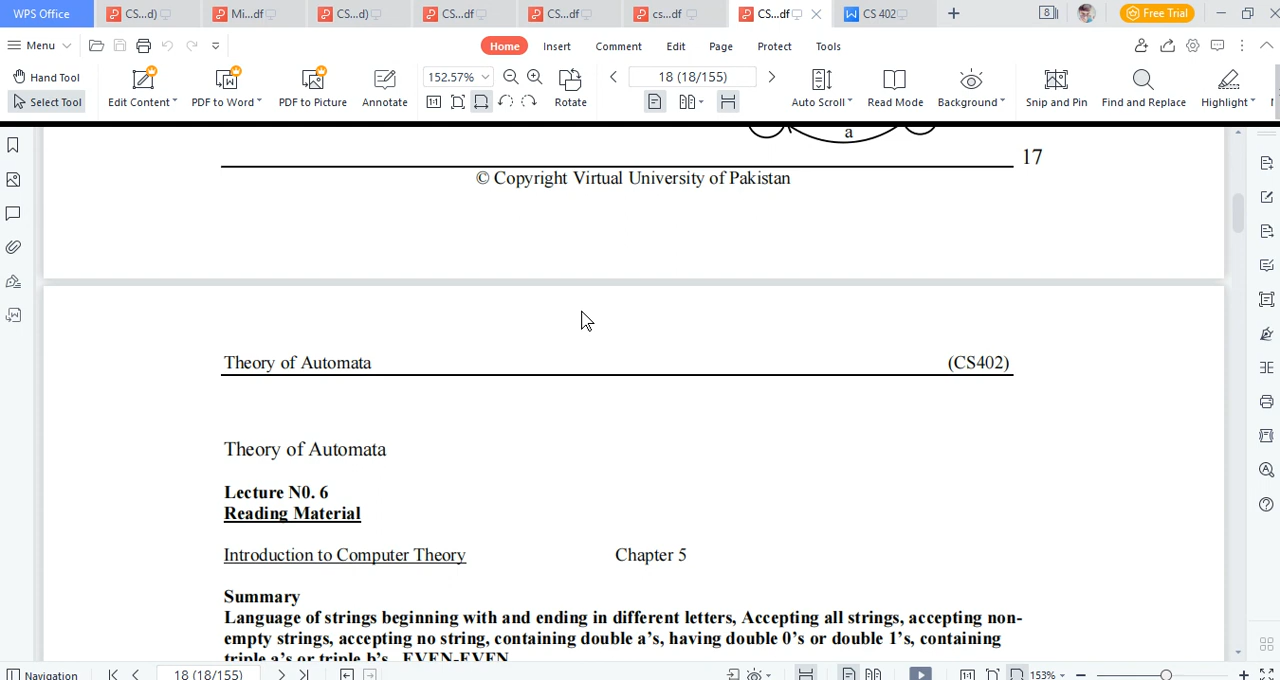 WPS Office CS...d) Mi...df CS...d) CS...df CS...df cs...df CS...df CS 402 8 Free Trial
Menu Home Insert Comment Edit Page Protect Tools
Hand Tool 152.57% 18 (18/155)
Select Tool Edit Content PDF to Word PDF to Picture Annotate Rotate Auto Scroll Read Mode Background Snip and Pin Find and Replace Highlight
a
17
© Copyright Virtual University of Pakistan
Theory of Automata (CS402)
Theory of Automata
Lecture N0. 6
Reading Material
Introduction to Computer Theory Chapter 5
Summary
Language of strings beginning with and ending in different letters, Accepting all strings, accepting non-
empty strings, accepting no string, containing double a's, having double 0's or double 1's, containing
triple a's or triple b's, EVEN-EVEN
Navigation 18 (18/155) 153%